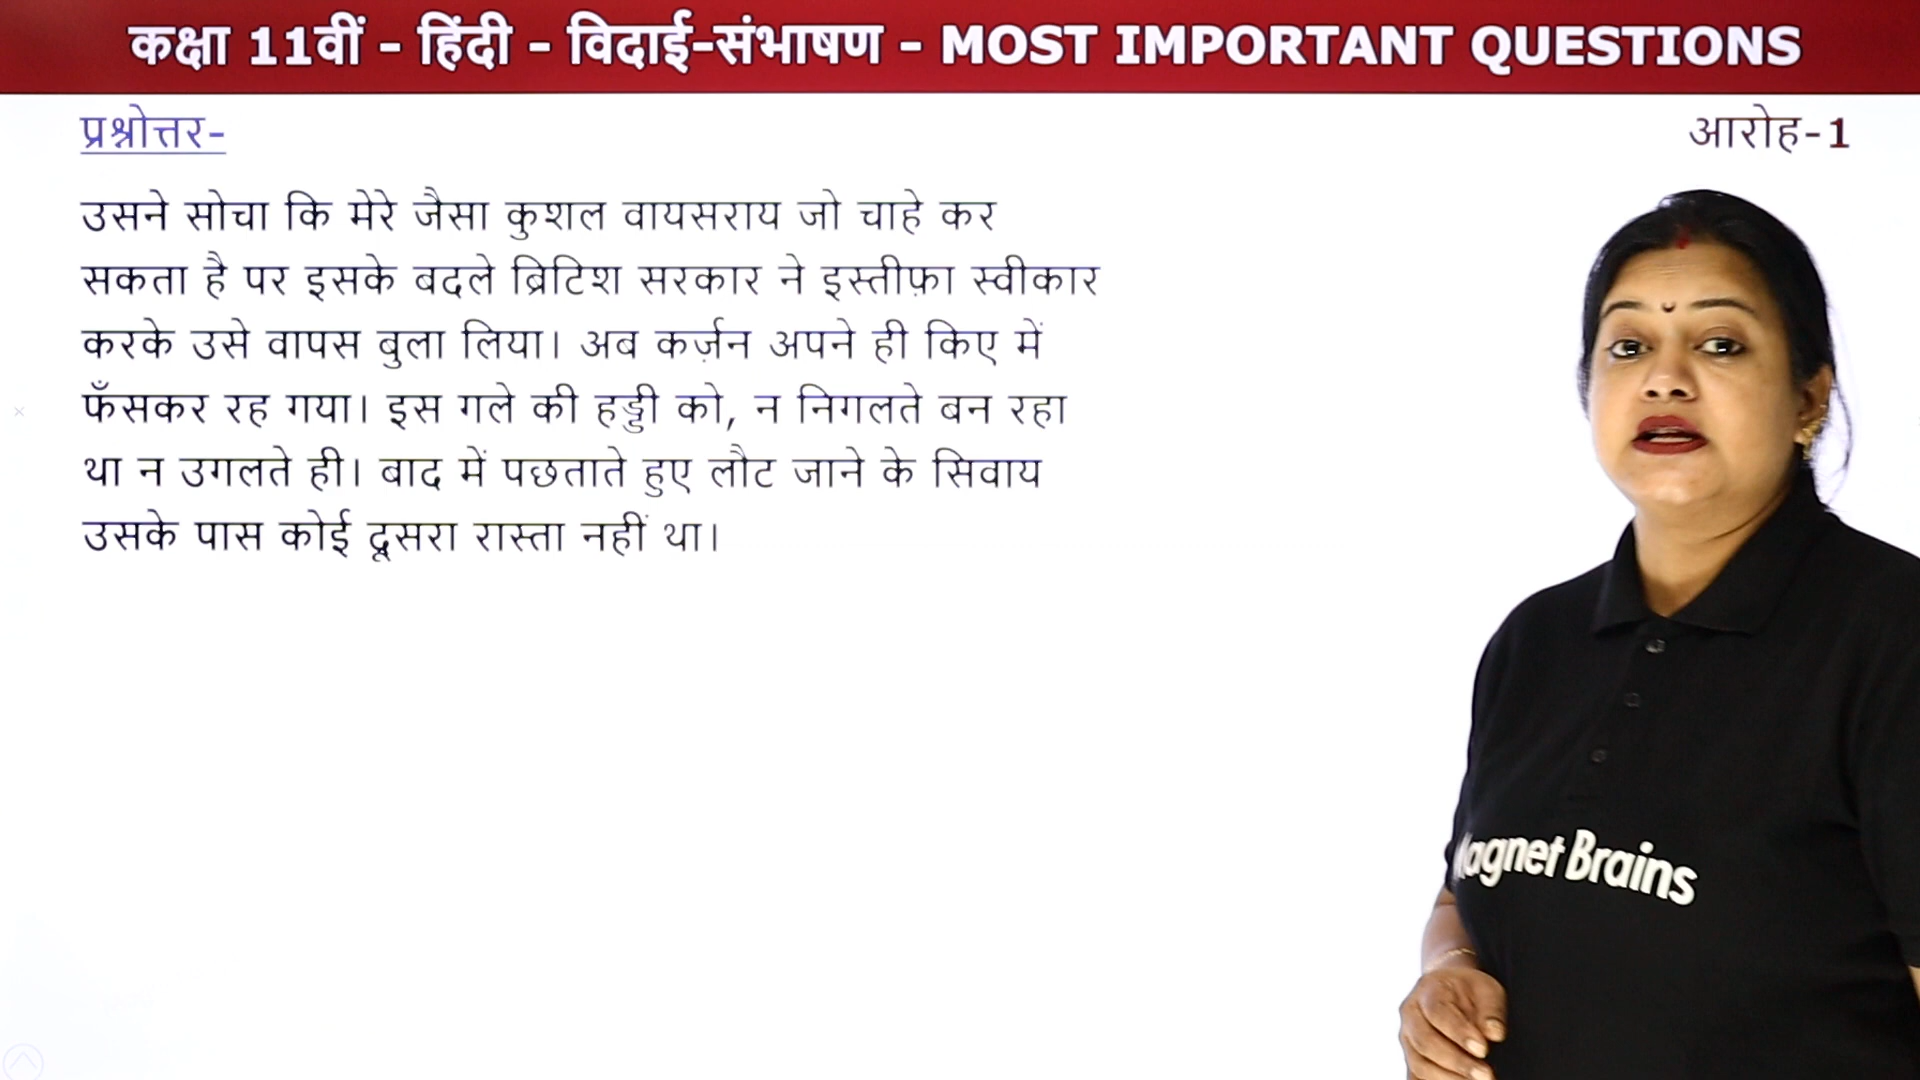 कक्षा 11वीं - हिंदी - विदाई-संभाषण - MOST IMPORTANT QUESTIONS
प्रश्नोत्तर-
आरोह-1
उसने सोचा कि मेरे जैसा कुशल वायसराय जो चाहे कर
सकता है पर इसके बदले ब्रिटिश सरकार ने इस्तीफ़ा स्वीकार
करके उसे वापस बुला लिया। अब कर्ज़न अपने ही किए में
फँसकर रह गया। इस गले की हड्डी को, न निगलते बन रहा
था न उगलते ही। बाद में पछताते हुए लौट जाने के सिवाय
उसके पास कोई दूसरा रास्ता नहीं था।
Magnet Brains